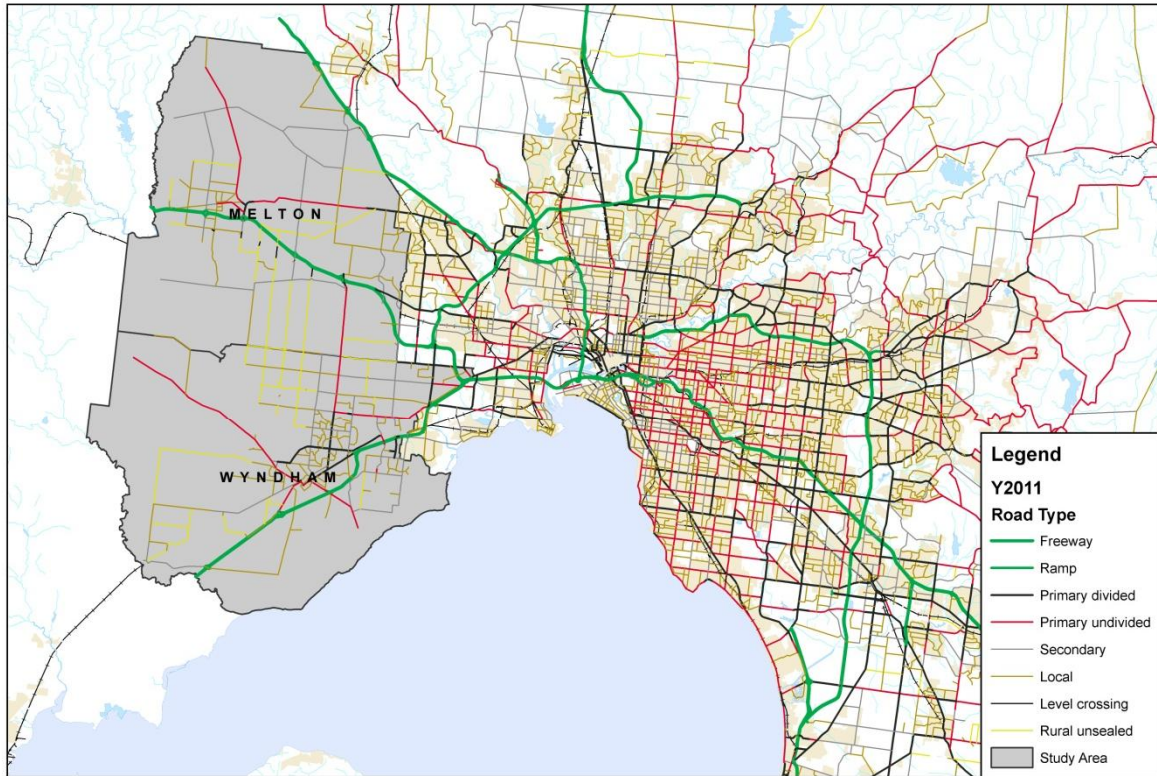 MELTON
WYNDHAM
Legend
Y2011
Road Type
Freeway
Ramp
Primary divided
Primary undivided
Secondary
Local
Level crossing
Rural unsealed
Study Area